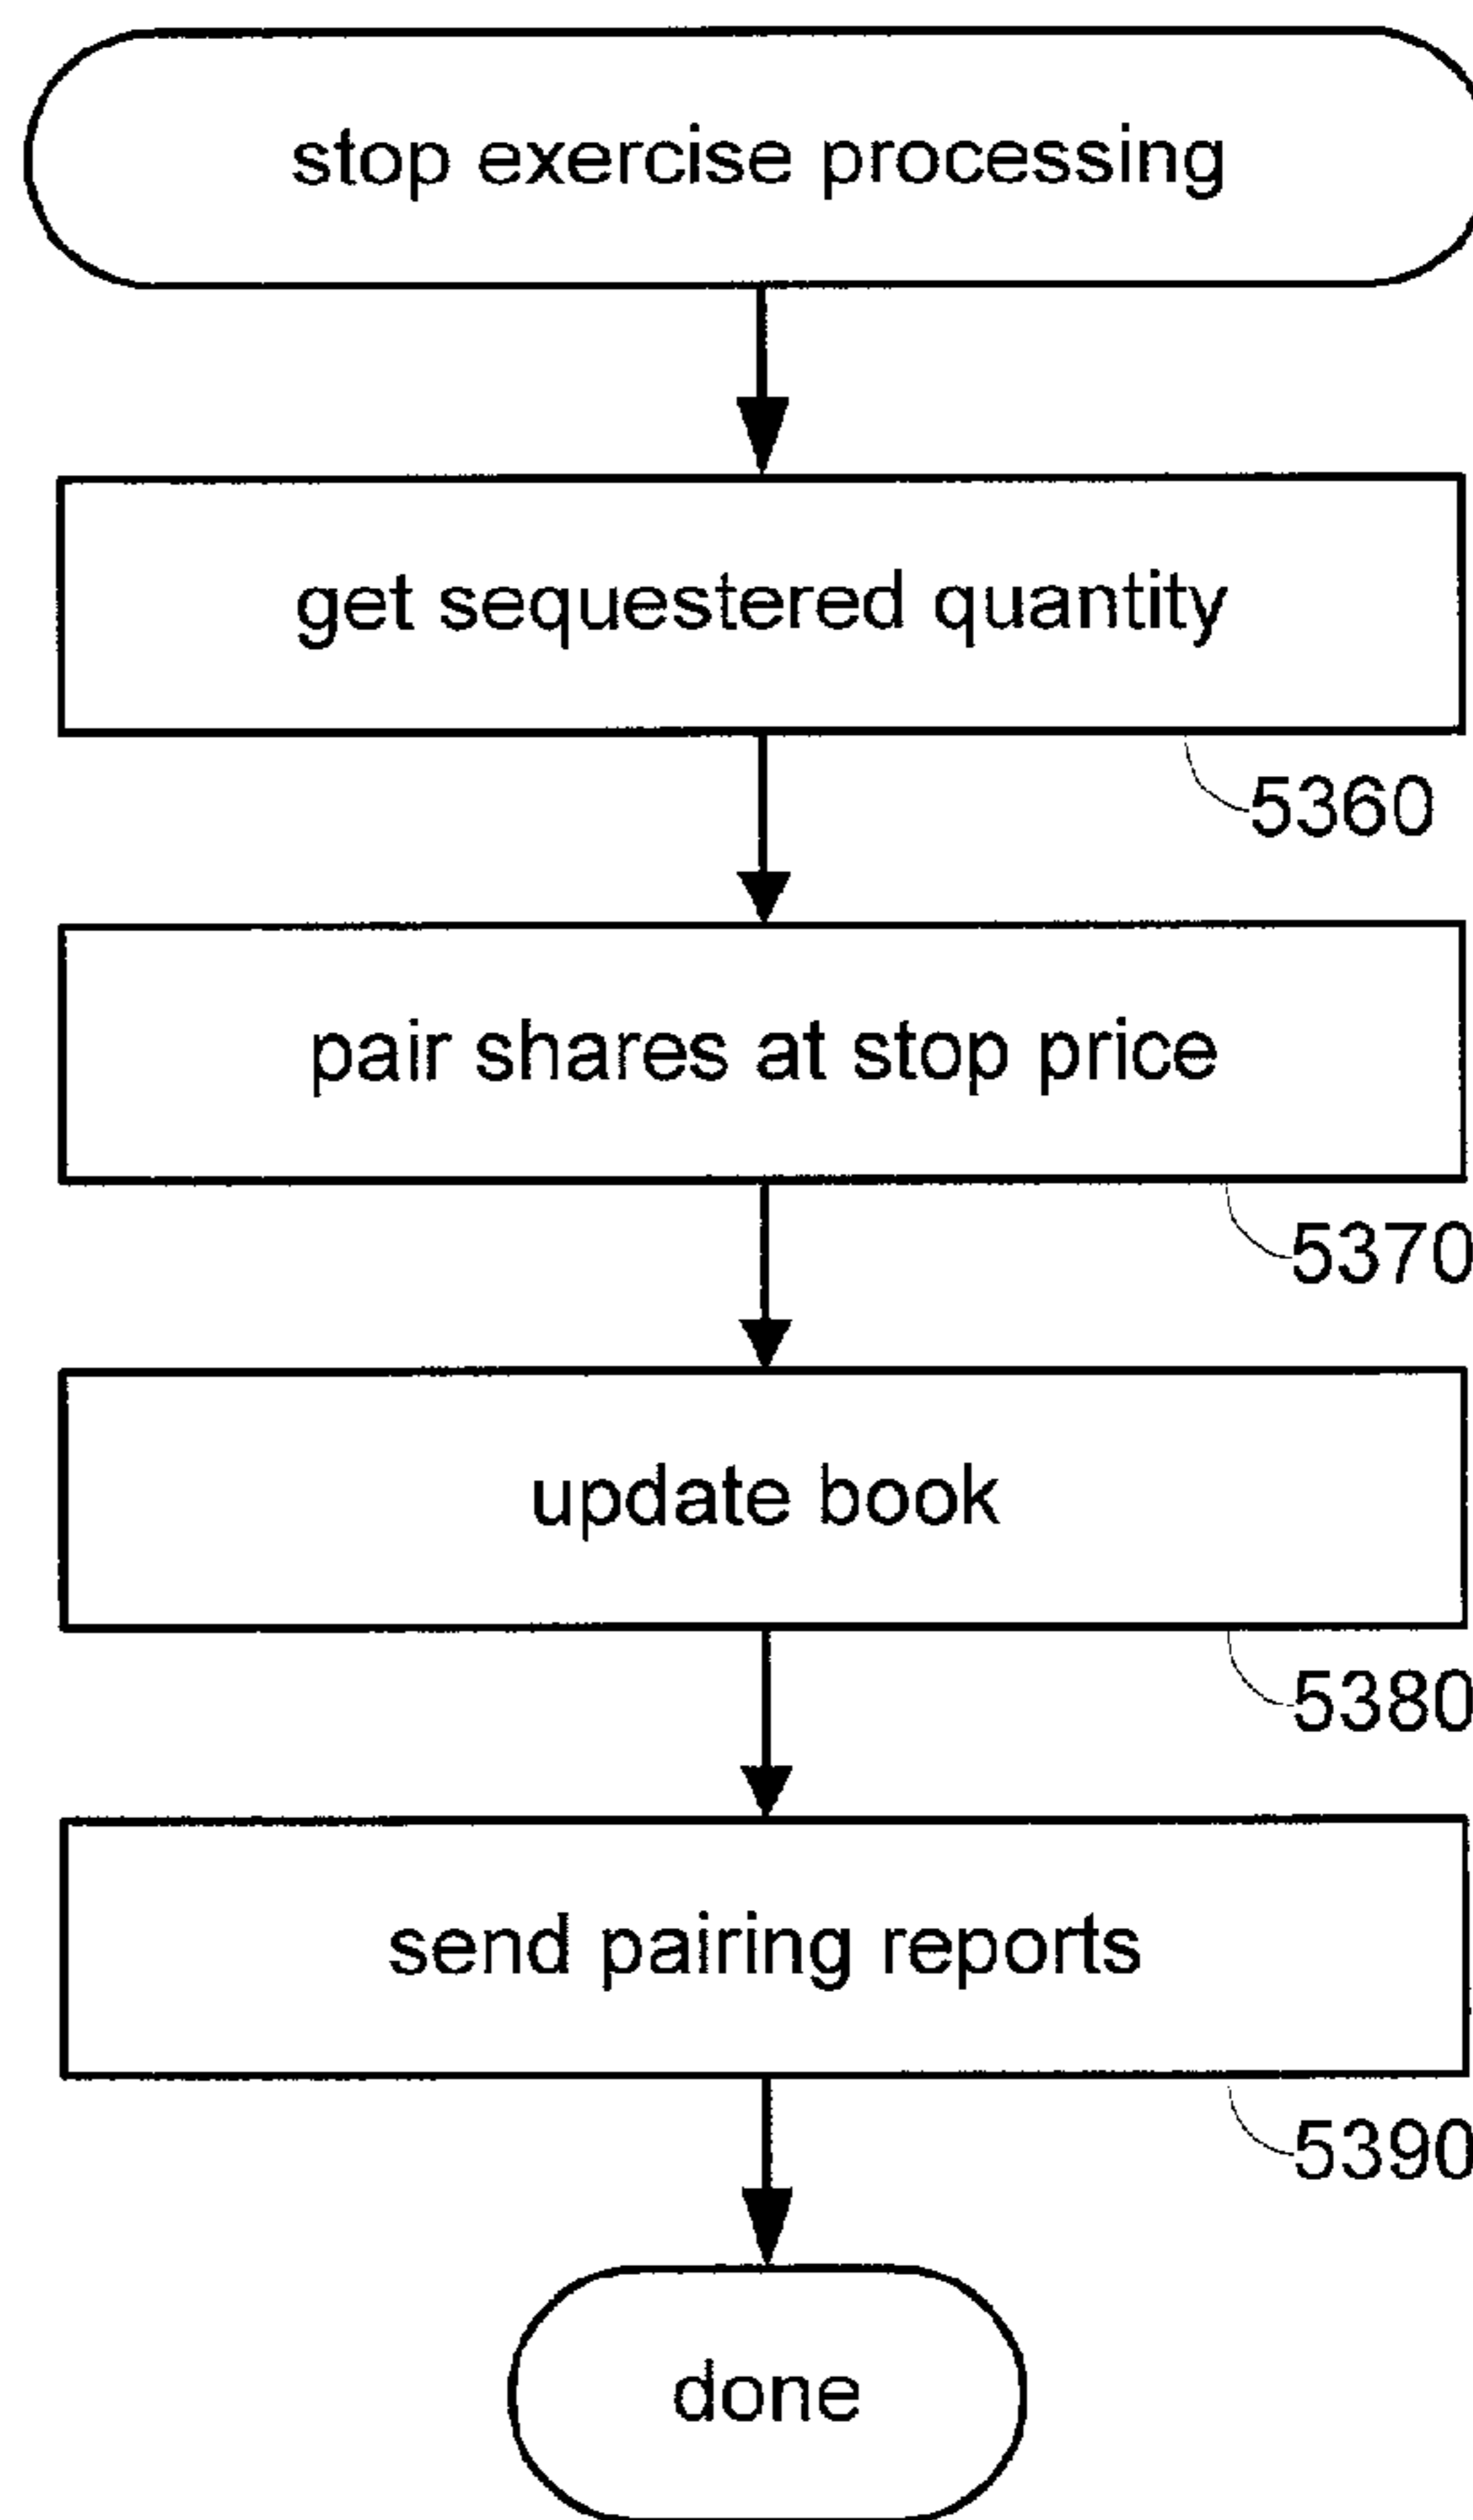 stop exercise processing
get sequestered quantity
5360
pair shares at stop price
5370
update book
5380
send pairing reports
5390
done